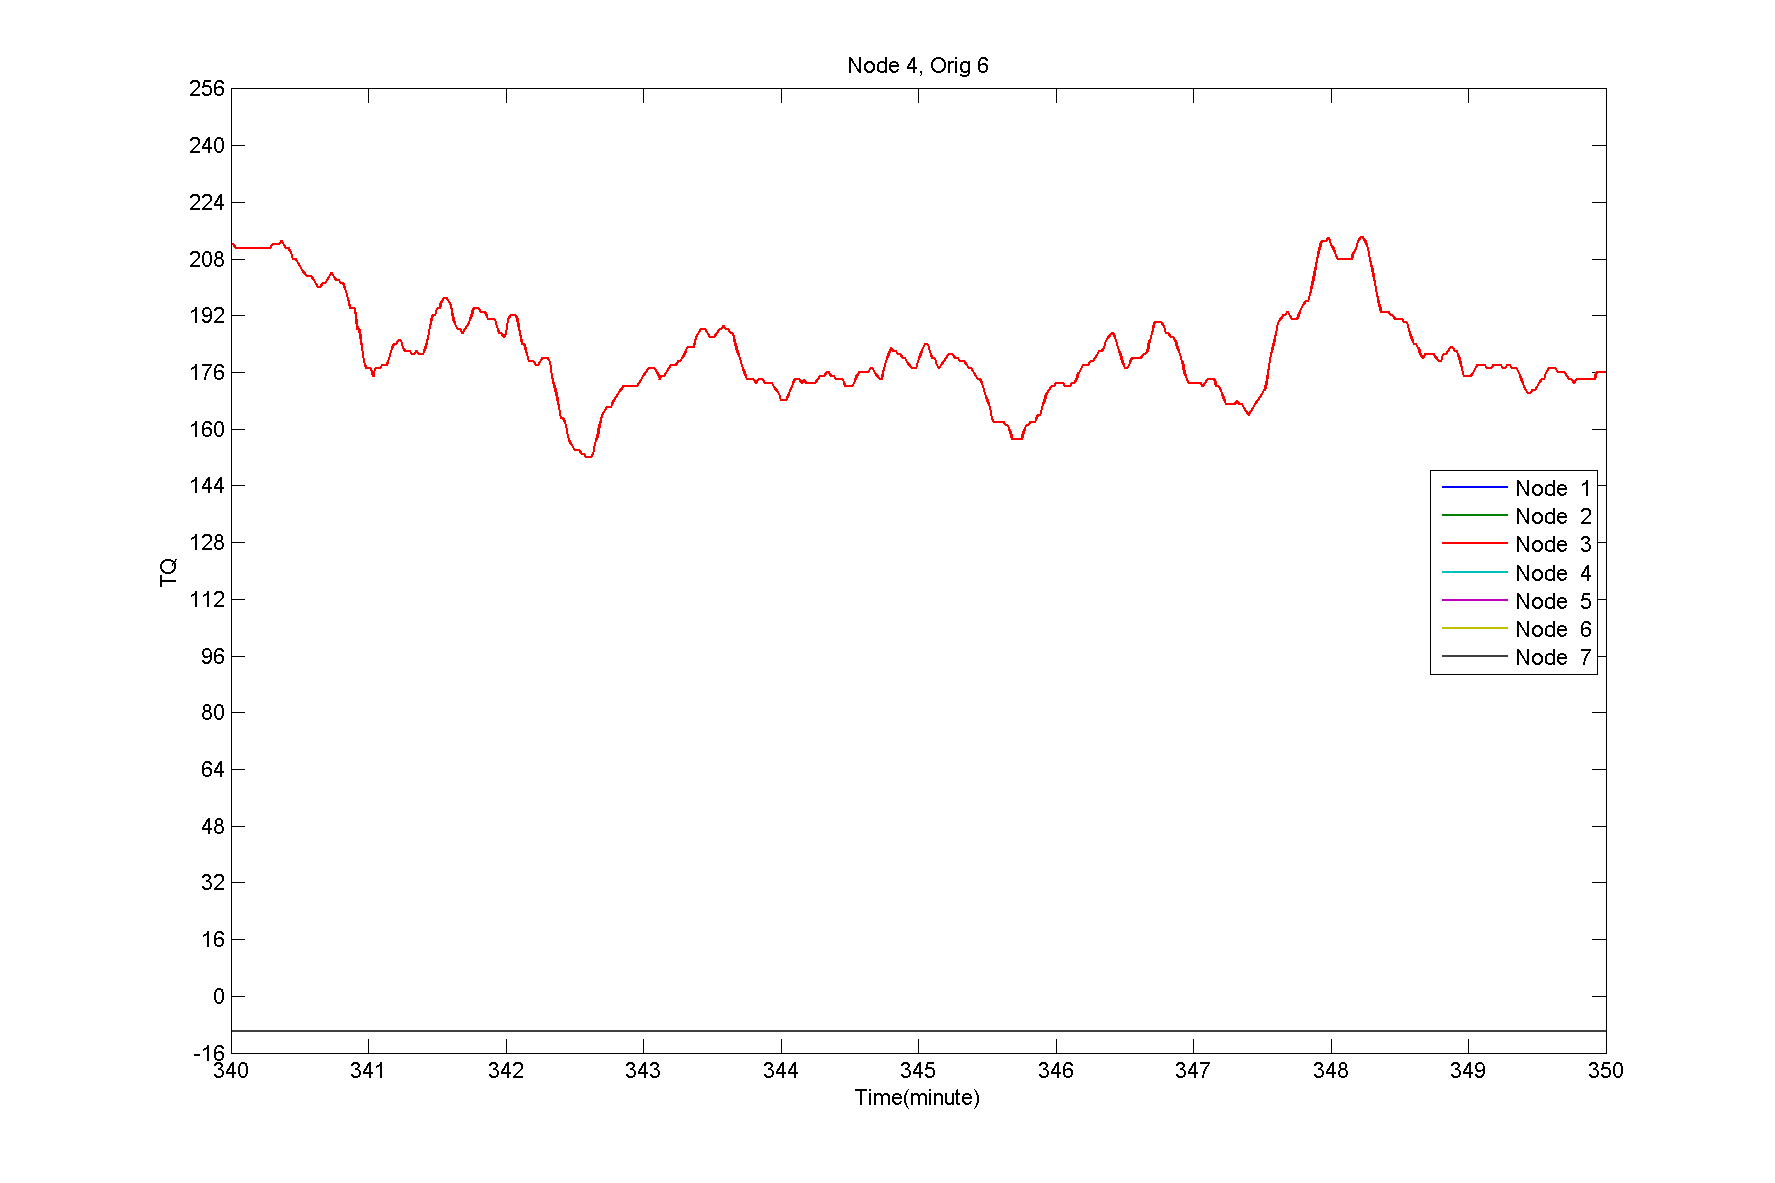 Node 4, Orig 6
256
240
224
208
192
176
160
144
128
112
96
80
64
48
32
16
0
-16
TQ
Node 1
Node 2
Node 3
Node 4
Node 5
Node 6
Node 7
340 341 342 343 344 345 346 347 348 349 350
Time(minute)